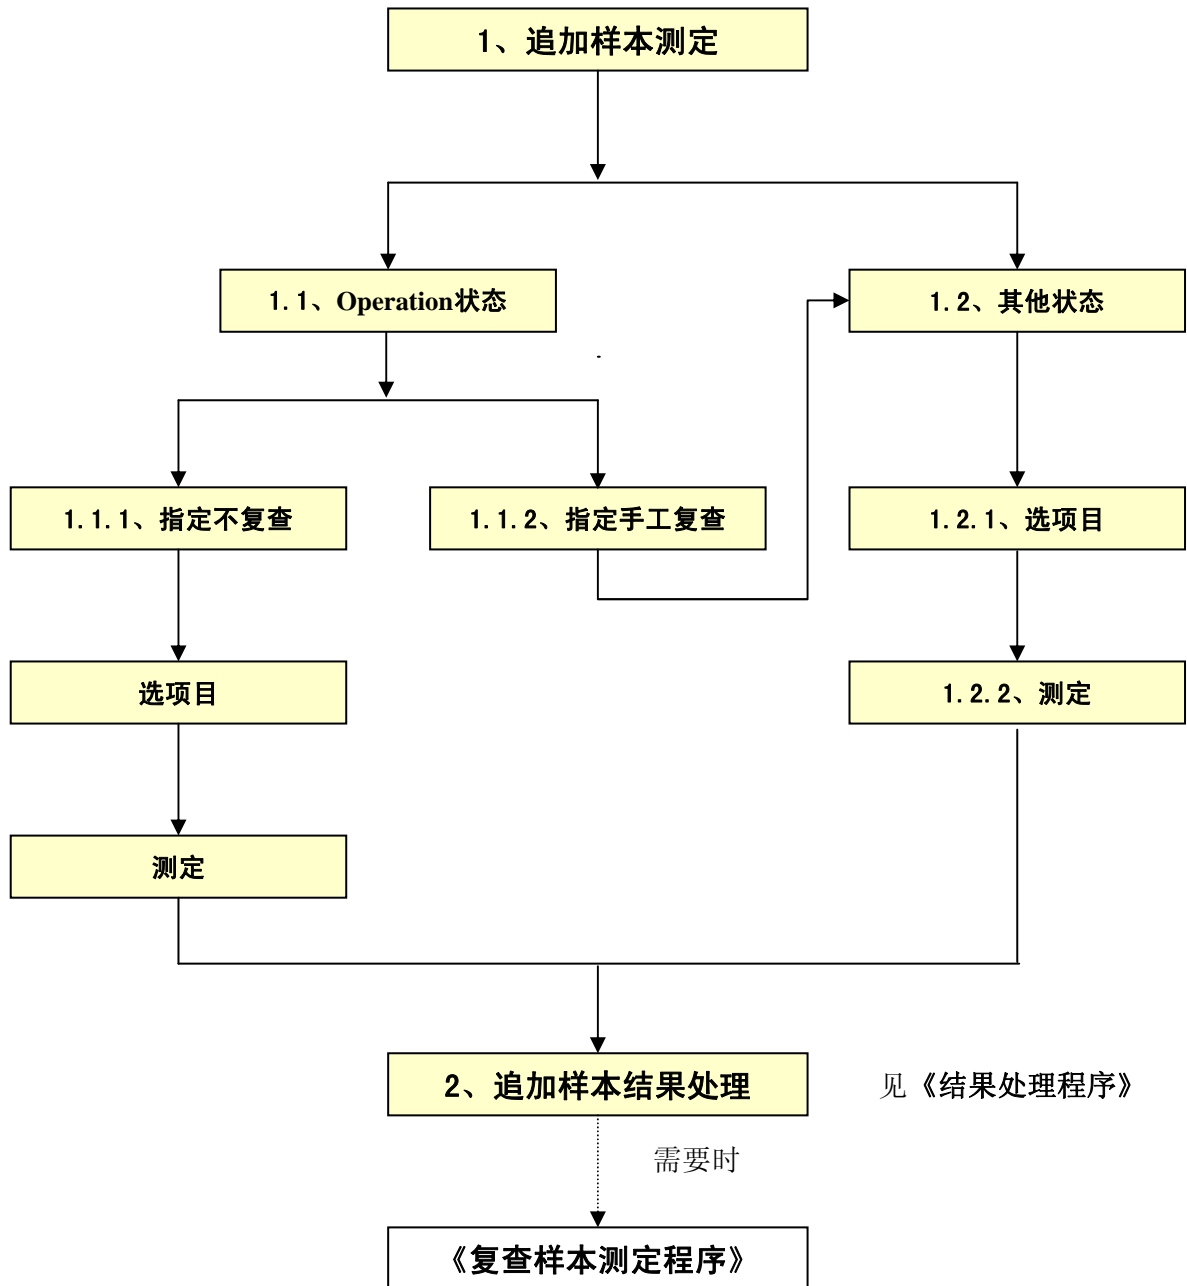 1、追加样本测定
1.1、Operation状态
1.2、其他状态
1.1.1、指定不复查
1.1.2、指定手工复查
1.2.1、选项目
选项目
1.2.2、测定
测定
2、追加样本结果处理
见《结果处理程序》
需要时
《复查样本测定程序》